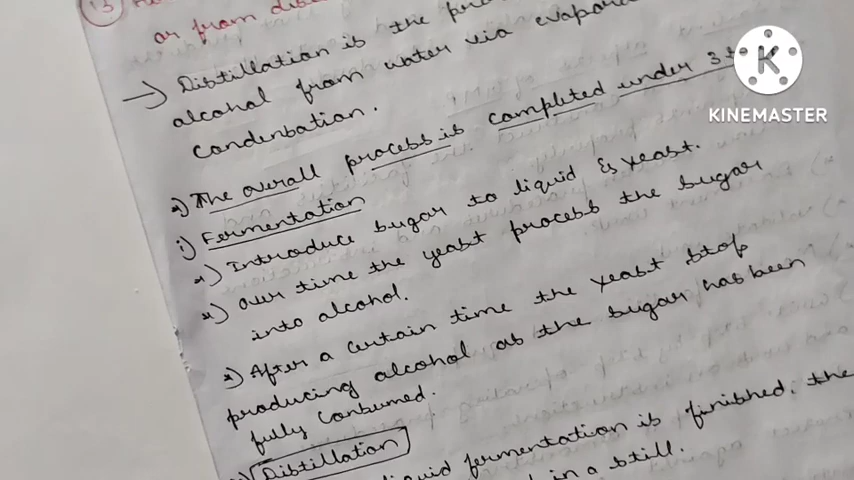 13)
or from
→ Distillation is the
alcohol from water via
condensation.
*) The overall process is completed under 3
i) Fermentation
*) Introduce sugar to liquid & yeast.
*) over time the yeast process the sugar
into alcohol.
*) After a certain time the yeast stop
producing alcohol as the sugar has been
fully consumed.
Distillation
liquid fermentation is finished, the
in a still.
K
KINEMASTER